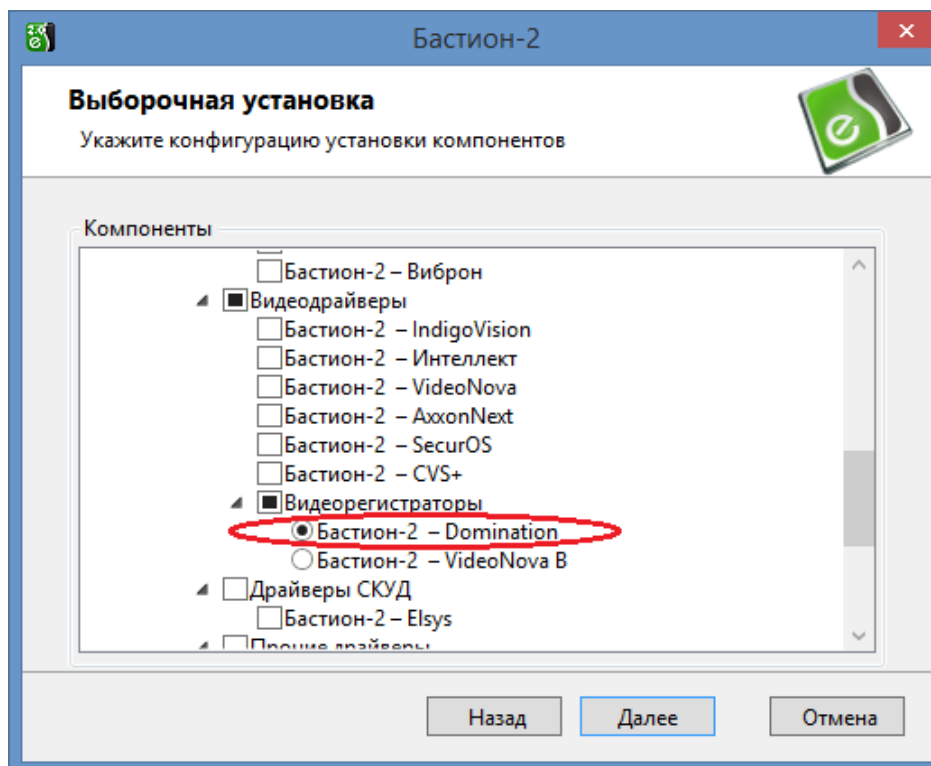 Бастион-2
Выборочная установка
Укажите конфигурацию установки компонентов
Компоненты
Бастион-2 – Виброн
Видеодрайверы
Бастион-2 – IndigoVision
Бастион-2 – Интеллект
Бастион-2 – VideoNova
Бастион-2 – AxxonNext
Бастион-2 – SecurOS
Бастион-2 – CVS+
Видеорегистраторы
Бастион-2 – Domination
Бастион-2 – VideoNova B
Драйверы СКУД
Бастион-2 – Elsys
Прочие драйверы
Назад Далее Отмена